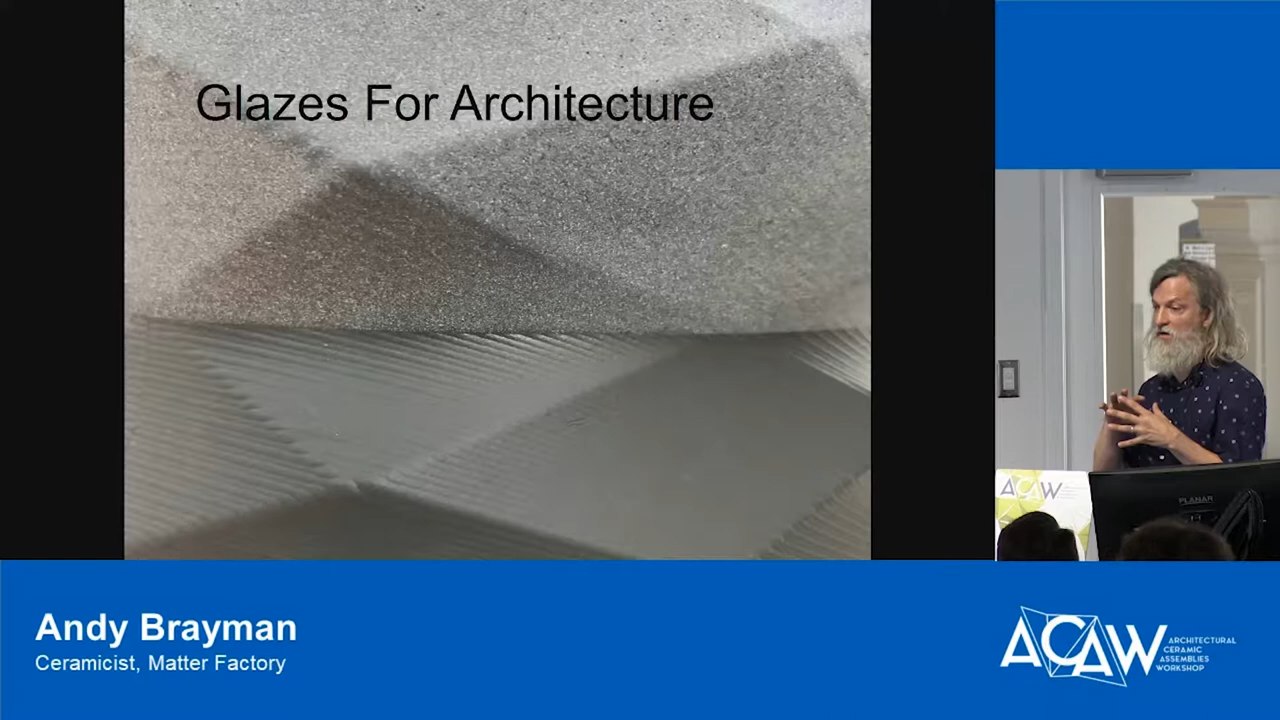 Glazes For Architecture
ACAW
PLANAR
Andy Brayman
Ceramicist, Matter Factory
ACAW
ARCHITECTURAL
CERAMIC
ASSEMBLIES
WORKSHOP